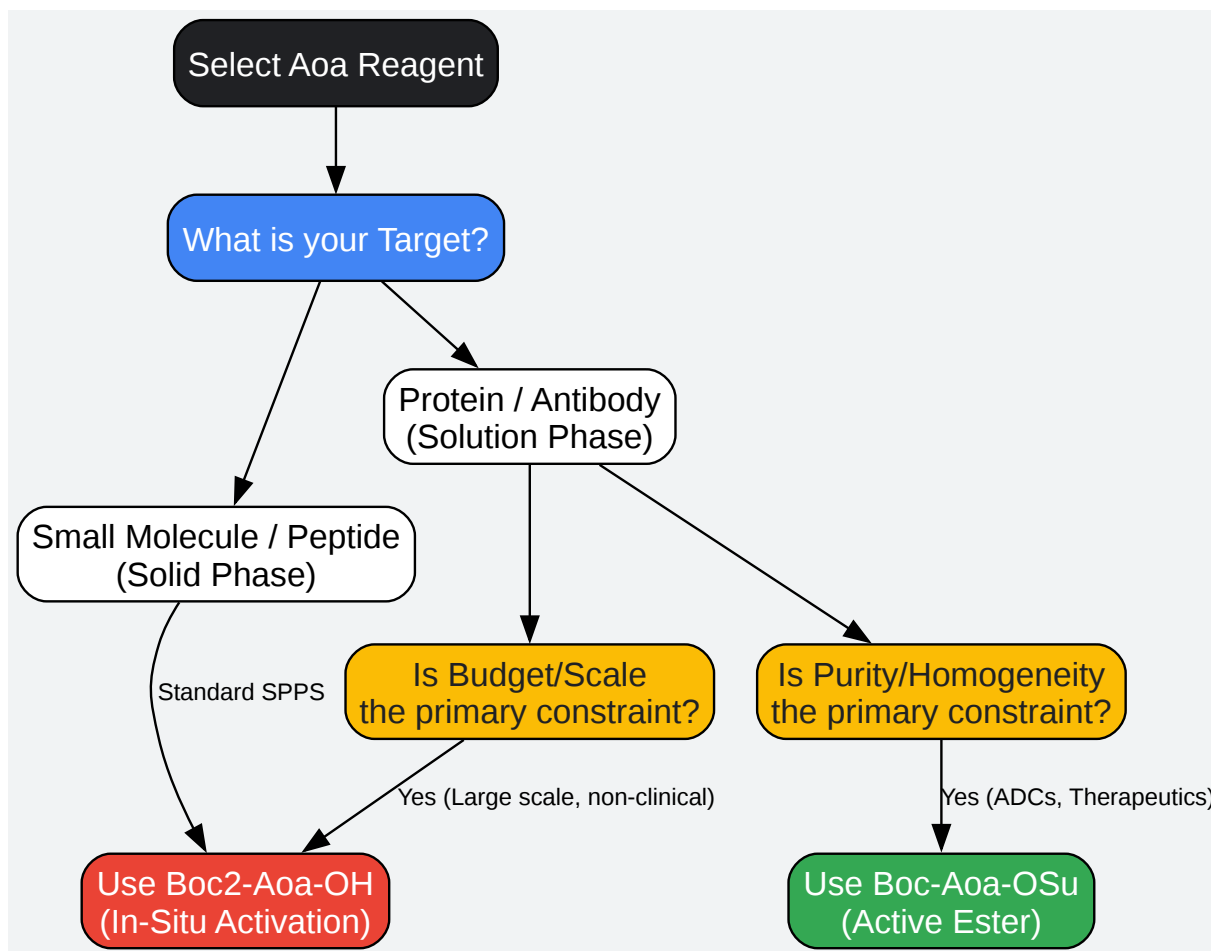 Select Aoa Reagent
What is your Target?
Protein / Antibody
(Solution Phase)
Small Molecule / Peptide
(Solid Phase)
Is Budget/Scale
the primary constraint?
Is Purity/Homogeneity
the primary constraint?
Standard SPPS
Yes (Large scale, non-clinical)
Yes (ADCs, Therapeutics)
Use Boc2-Aoa-OH
(In-Situ Activation)
Use Boc-Aoa-OSu
(Active Ester)